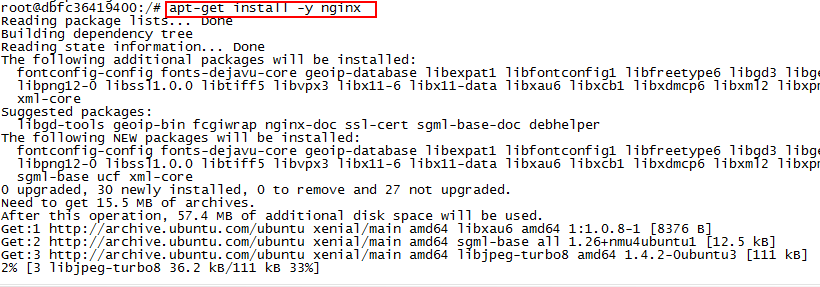 root@dbfc36419400:/# apt-get install -y nginx
Reading package lists... Done
Building dependency tree
Reading state information... Done
The following additional packages will be installed:
  fontconfig-config fonts-dejavu-core geoip-database libexpat1 libfontconfig1 libfreetype6 libgd3 libge
  libpng12-0 libssl1.0.0 libtiff5 libvpx3 libx11-6 libx11-data libxau6 libxcb1 libxdmcp6 libxml2 libxpm
  xml-core
Suggested packages:
  libgd-tools geoip-bin fcgiwrap nginx-doc ssl-cert sgml-base-doc debhelper
The following NEW packages will be installed:
  fontconfig-config fonts-dejavu-core geoip-database libexpat1 libfontconfig1 libfreetype6 libgd3 libge
  libpng12-0 libssl1.0.0 libtiff5 libvpx3 libx11-6 libx11-data libxau6 libxcb1 libxdmcp6 libxml2 libxpm
  sgml-base ucf xml-core
0 upgraded, 30 newly installed, 0 to remove and 27 not upgraded.
Need to get 15.5 MB of archives.
After this operation, 57.4 MB of additional disk space will be used.
Get:1 http://archive.ubuntu.com/ubuntu xenial/main amd64 libxau6 amd64 1:1.0.8-1 [8376 B]
Get:2 http://archive.ubuntu.com/ubuntu xenial/main amd64 sgml-base all 1.26+nmu4ubuntu1 [12.5 kB]
Get:3 http://archive.ubuntu.com/ubuntu xenial/main amd64 libjpeg-turbo8 amd64 1.4.2-0ubuntu3 [111 kB]
2% [3 libjpeg-turbo8 36.2 kB/111 kB 33%]